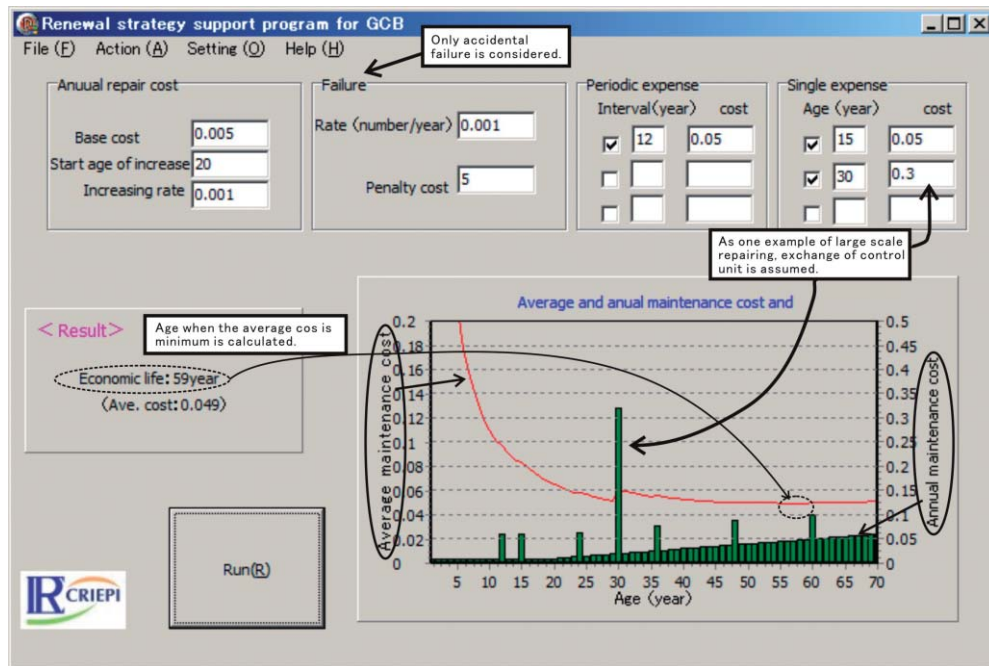 Renewal strategy support program for GCB
File (F) Action (A) Setting (O) Help (H)
Only accidental
failure is considered.
Anuual repair cost
Base cost 0.005
Start age of increase 20
Increasing rate 0.001
Failure
Rate (number/year) 0.001
Penalty cost 5
Periodic expense
Interval(year) cost
12 0.05
Single expense
Age (year) cost
15 0.05
30 0.3
As one example of large scale
repairing, exchange of control
unit is assumed.
<Result>
Age when the average cos is
minimum is calculated.
Economic life: 59year
(Ave. cost: 0.049)
Run(R)
IR CRIEPI
Average and anual maintenance cost and
Average maintenance cost
0.2
0.18
0.16
0.14
0.12
0.1
0.08
0.06
0.04
0.02
0
0.5
0.45
0.4
0.35
0.3
0.25
0.2
0.15
0.1
0.05
0
Annual maintenance cost
5 10 15 20 25 30 35 40 45 50 55 60 65 70
Age (year)